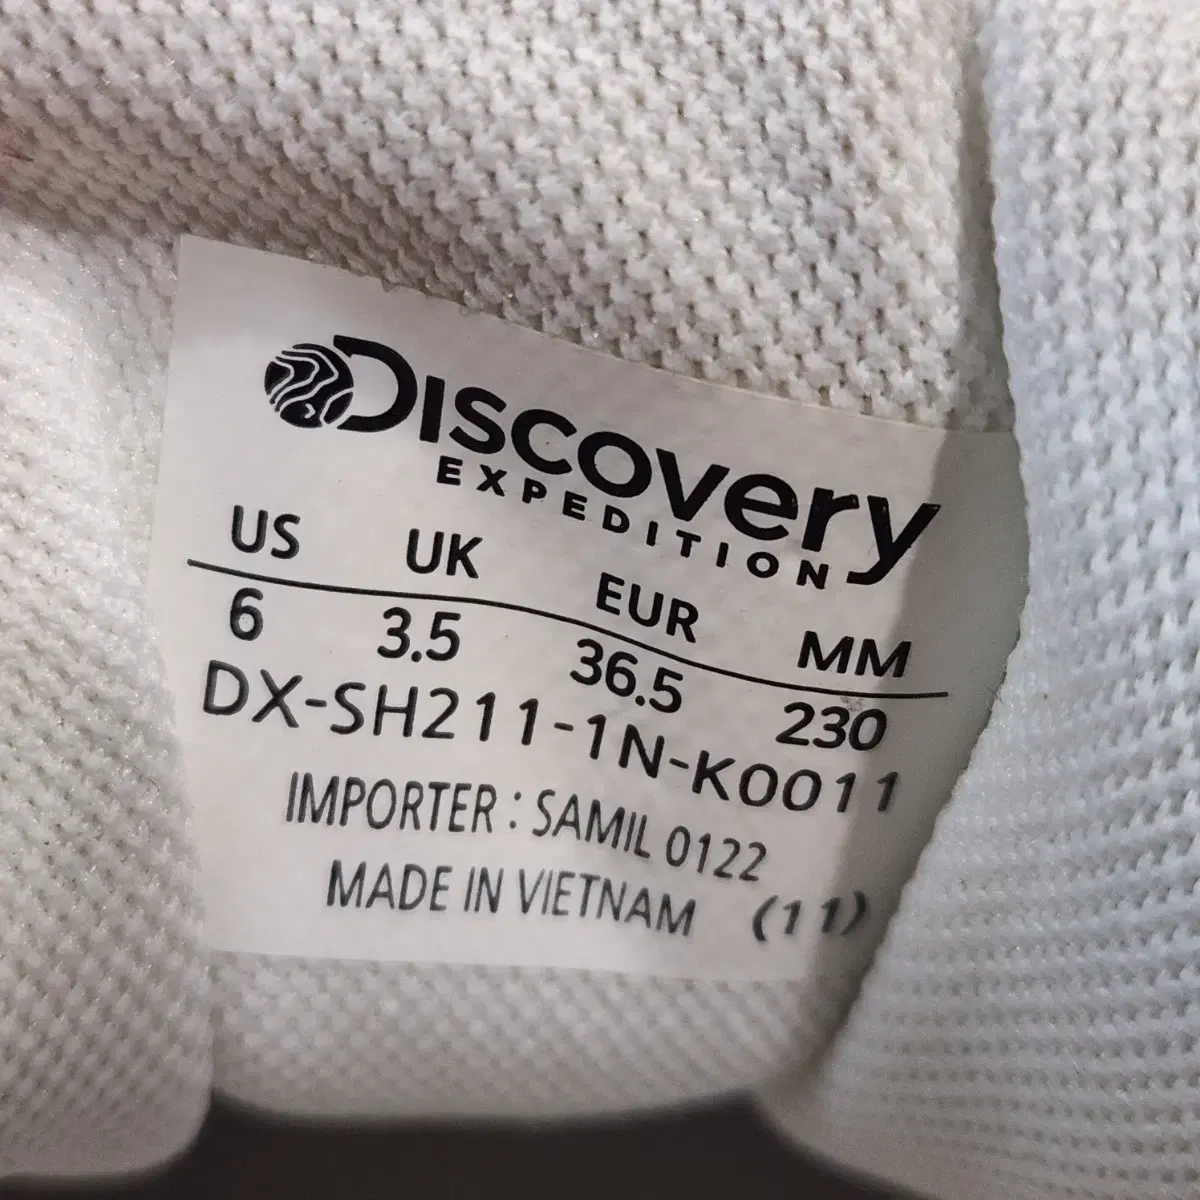 DISCOVery
EXPEDITION
US UK EUR MM
6 3.5 36.5 230
DX-SH211-1N-K0011
IMPORTER : SAMIL 0122
MADE IN VIETNAM (11)